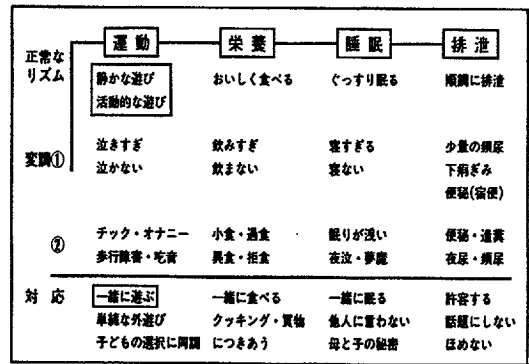 正常な リズム 運動 栄養 睡眠 排泄
静かな遊び おいしく食べる ぐっすり眠る 順調に排泄
活動的な遊び
変調① 泣きすぎ 飲みすぎ 寝すぎる 少量の頻尿
泣かない 飲まない 寝ない 下痢ぎみ
便秘(宿便)
② チック・オナニー 小食・過食 眠りが浅い 便秘・遺糞
歩行障害・吃音 異食・拒食 夜泣・夢魔 夜尿・頻尿
対応 一緒に遊ぶ 一緒に食べる 一緒に眠る 許容する
単純な外遊び クッキング・買物 他人に言わない 話題にしない
子どもの選択に同調 につきあう 母と子の秘密 ほめない